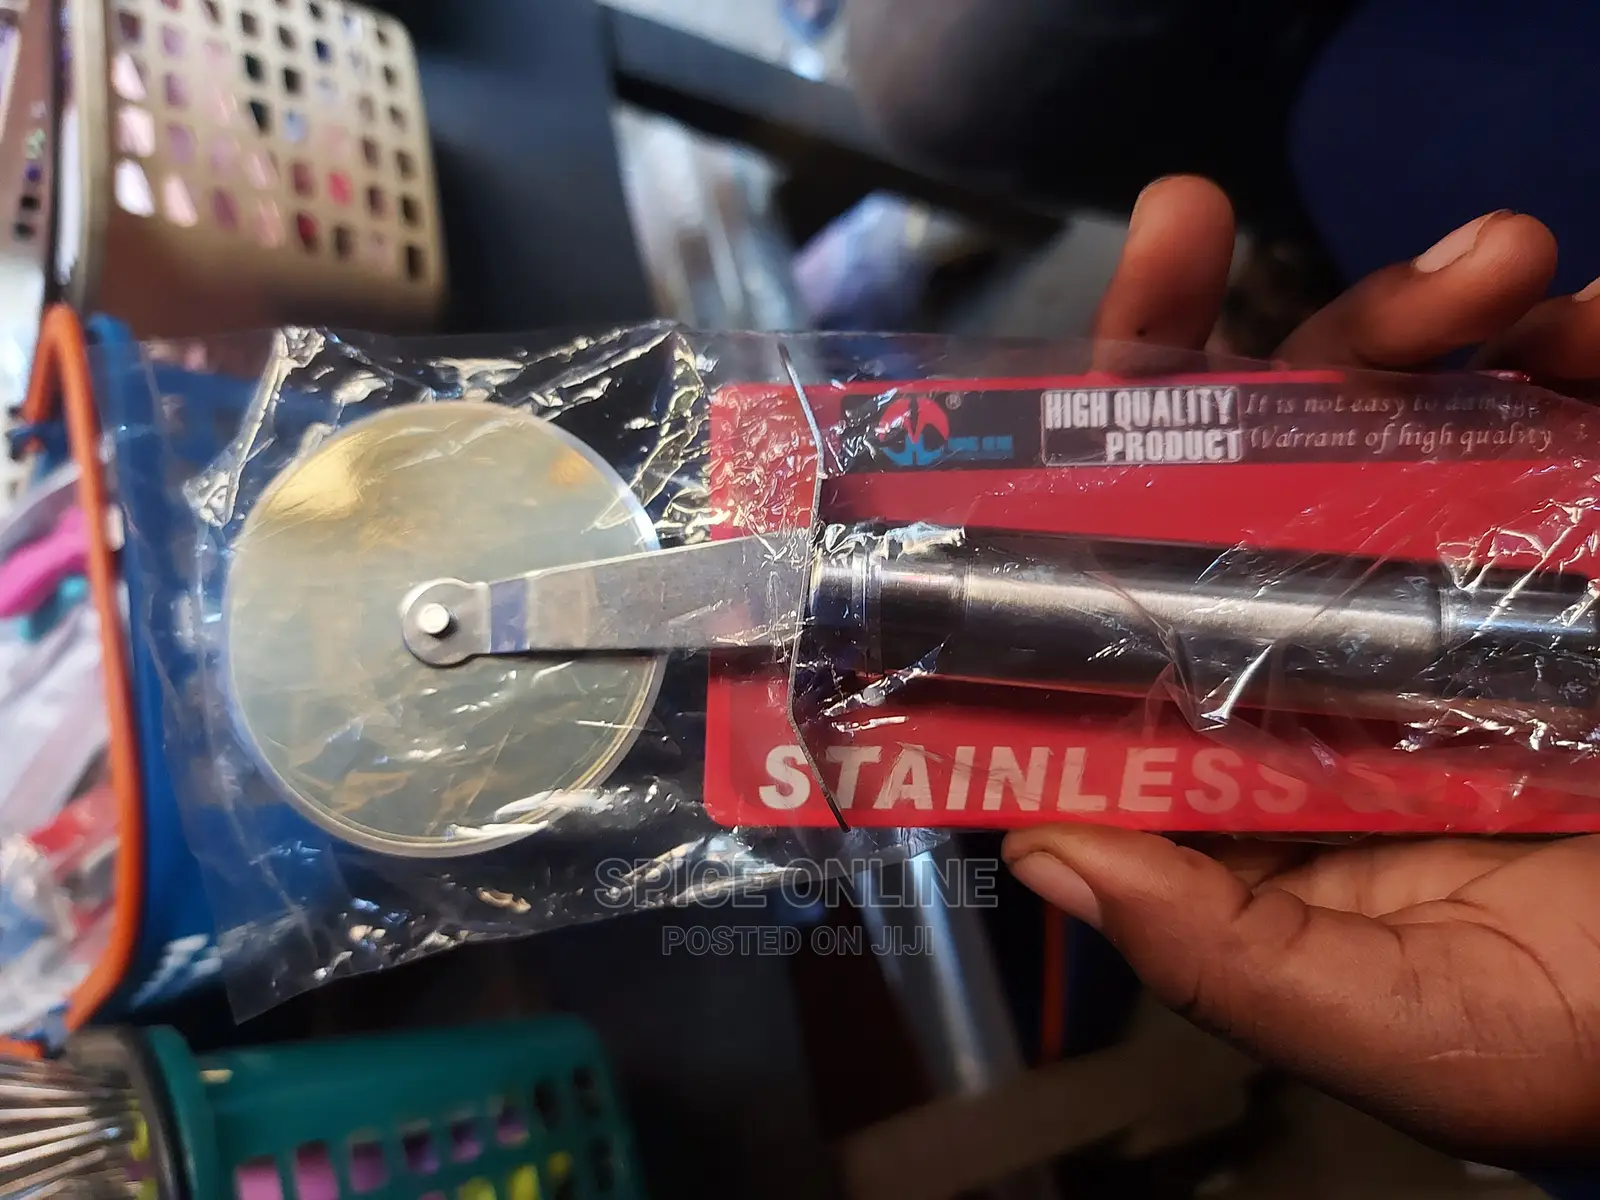 ®
HIGH QUALITY
PRODUCT
It is not easy to damage
Warrant of high quality
STAINLESS
SPICE ONLINE
POSTED ON JIJI